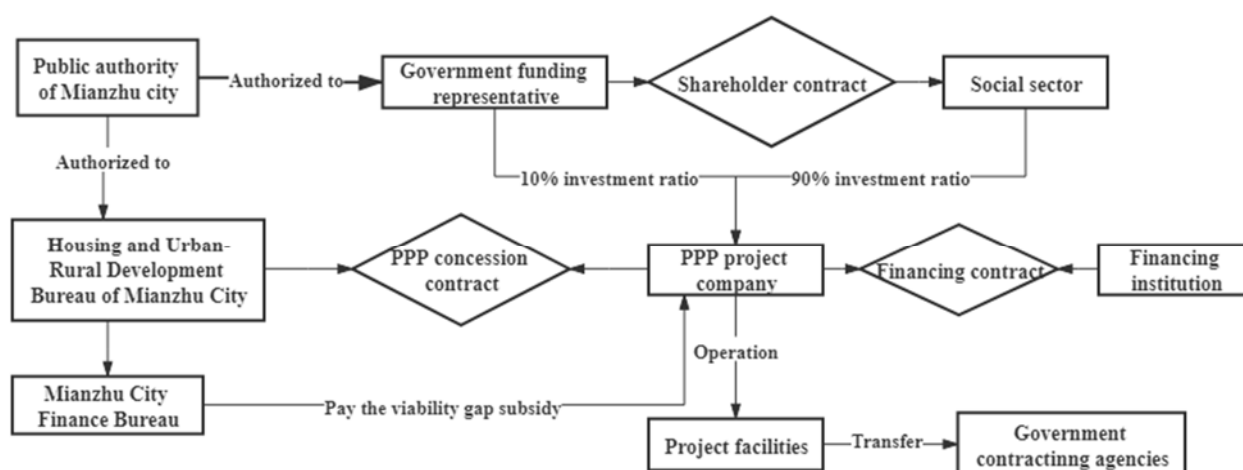 Public authority
of Mianzhu city
Authorized to
Government funding
representative
Shareholder contract
Social sector
Authorized to
10% investment ratio
90% investment ratio
Housing and Urban-
Rural Development
Bureau of Mianzhu City
PPP concession
contract
PPP project
company
Financing contract
Financing
institution
Operation
Mianzhu City
Finance Bureau
Pay the viability gap subsidy
Project facilities
Transfer
Government
contractinng agencies